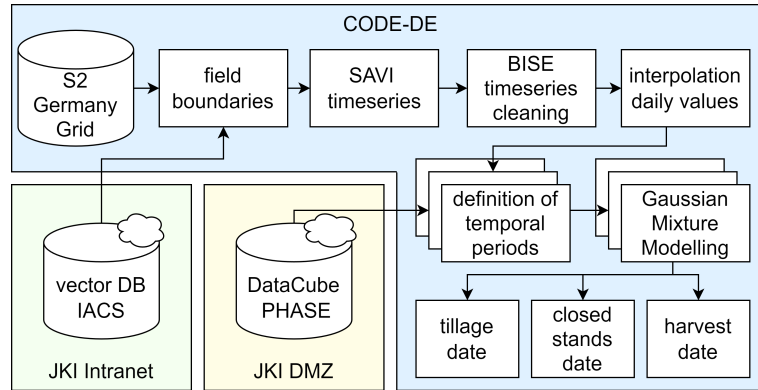 CODE-DE
S2
Germany
Grid
field
boundaries
SAVI
timeseries
BISE
timeseries
cleaning
interpolation
daily values
definition of
temporal
periods
Gaussian
Mixture
Modelling
vector DB
IACS
DataCube
PHASE
tillage
date
closed
stands
date
harvest
date
JKI Intranet
JKI DMZ